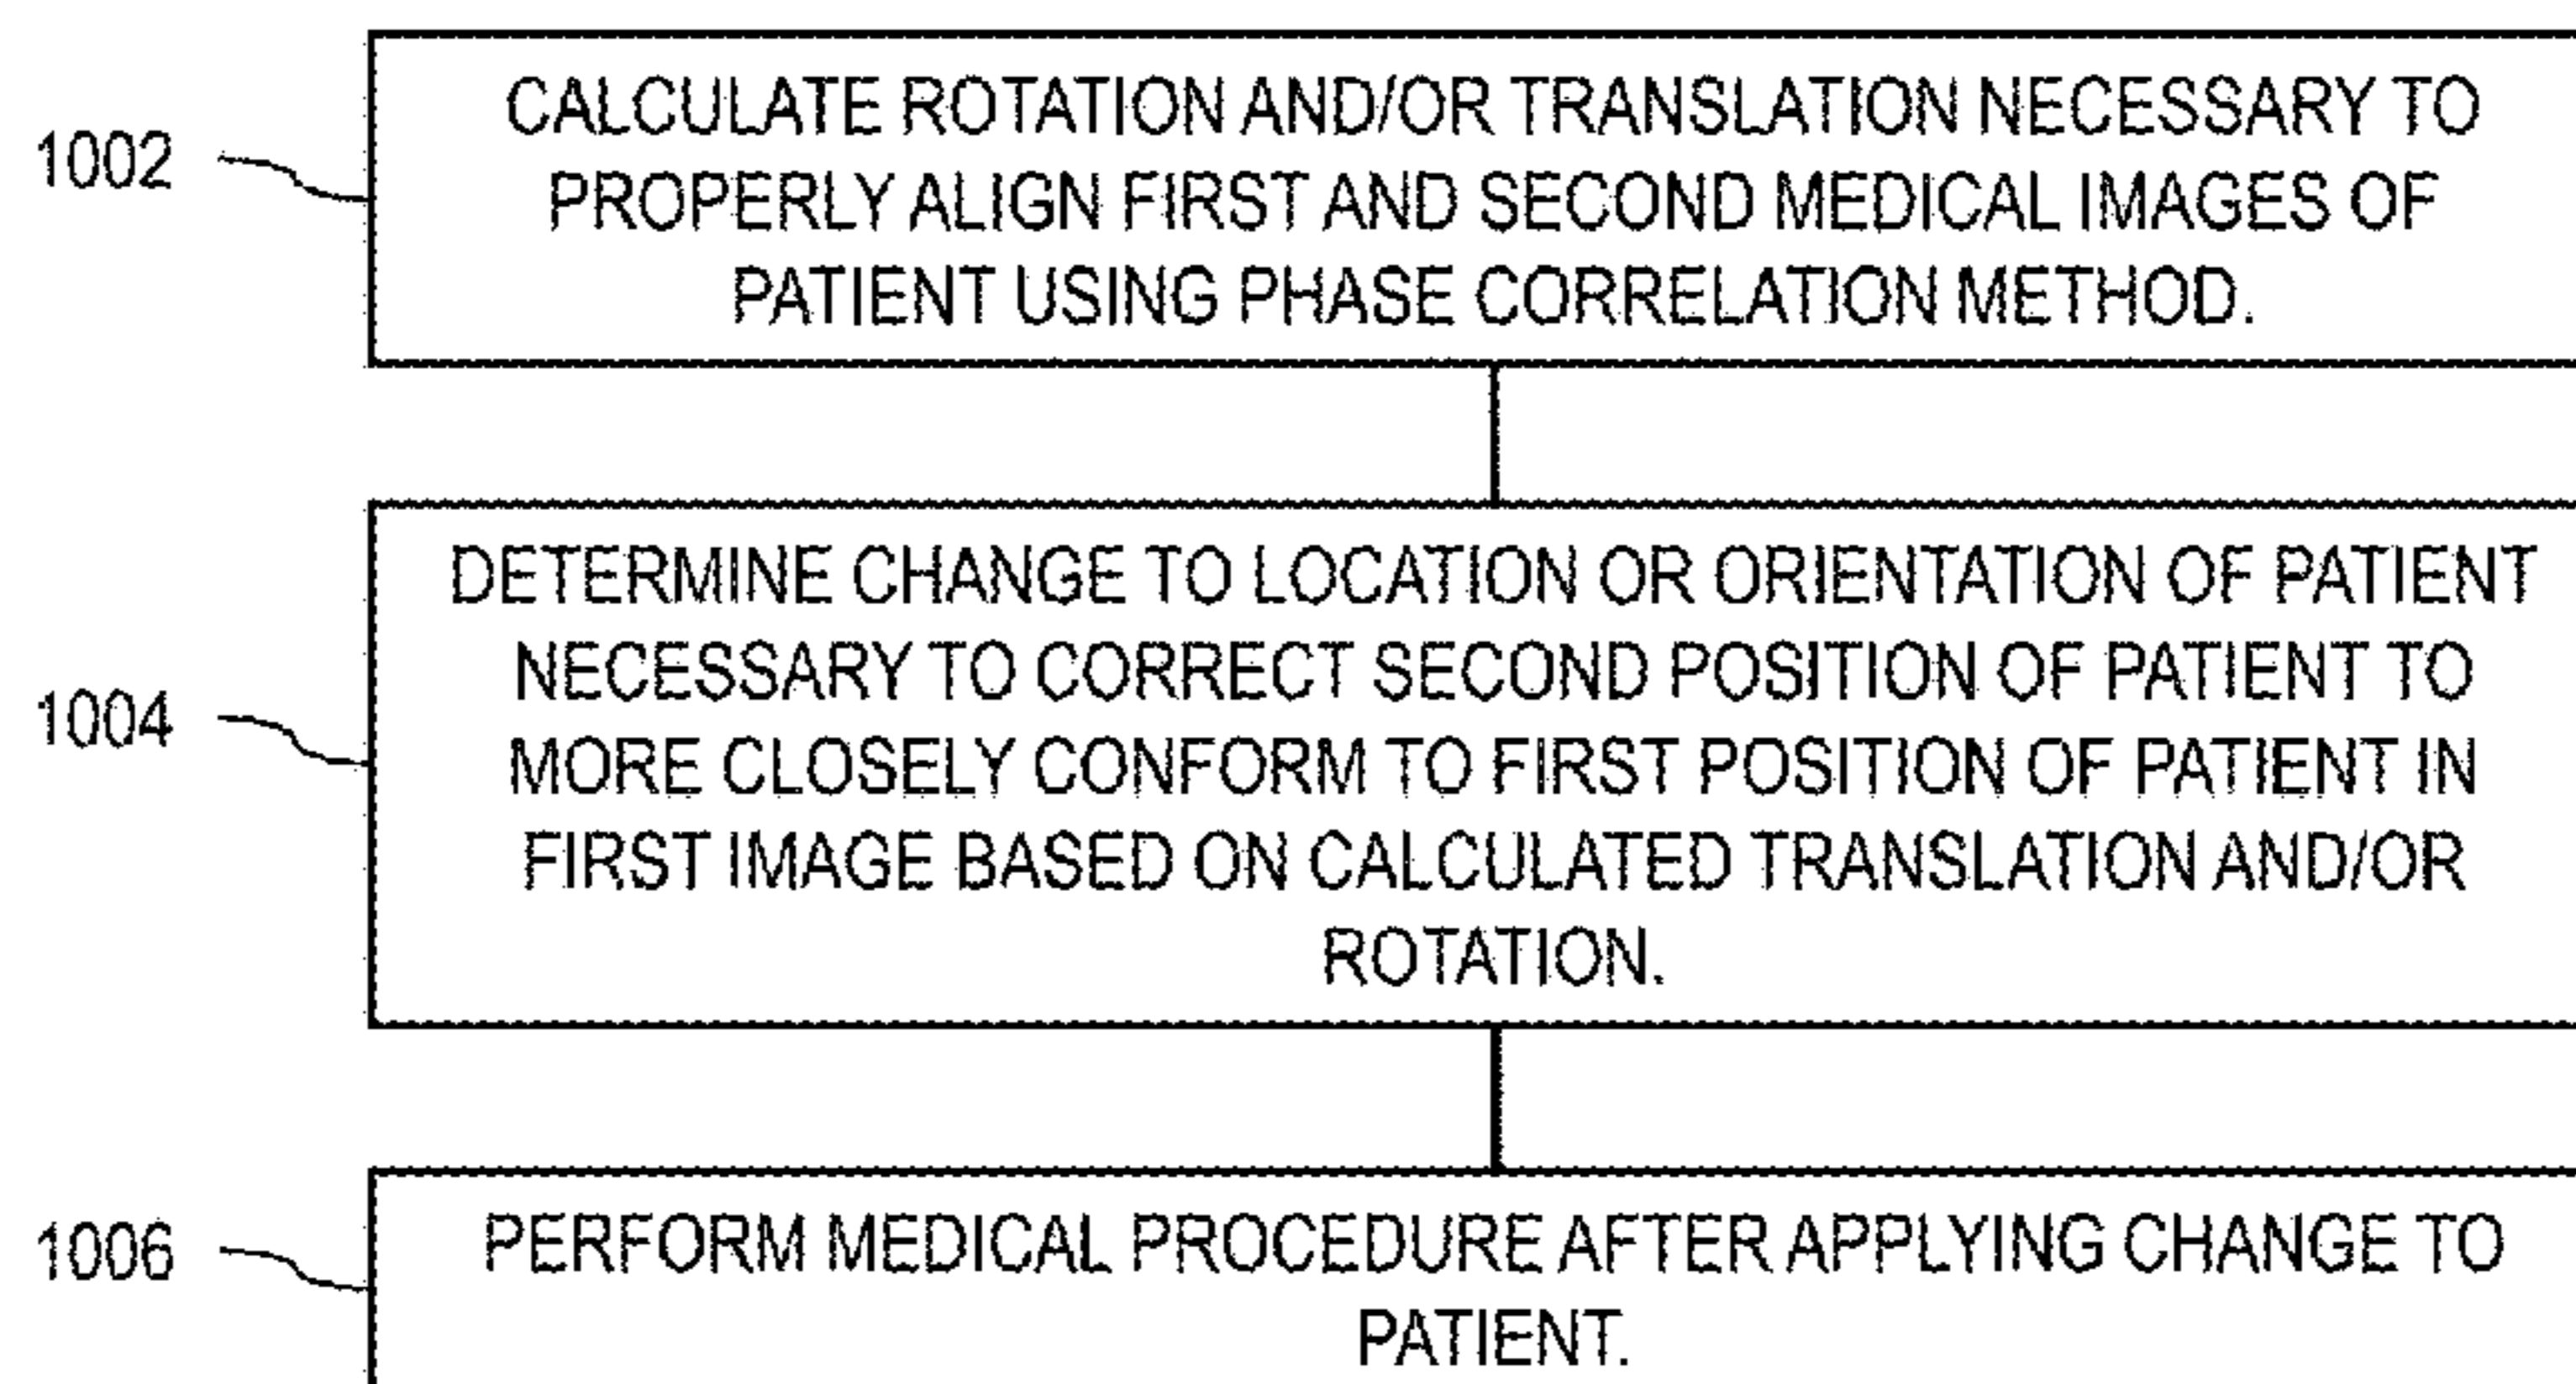 1002
CALCULATE ROTATION AND/OR TRANSLATION NECESSARY TO
PROPERLY ALIGN FIRST AND SECOND MEDICAL IMAGES OF
PATIENT USING PHASE CORRELATION METHOD.
1004
DETERMINE CHANGE TO LOCATION OR ORIENTATION OF PATIENT
NECESSARY TO CORRECT SECOND POSITION OF PATIENT TO
MORE CLOSELY CONFORM TO FIRST POSITION OF PATIENT IN
FIRST IMAGE BASED ON CALCULATED TRANSLATION AND/OR
ROTATION.
1006
PERFORM MEDICAL PROCEDURE AFTER APPLYING CHANGE TO
PATIENT.